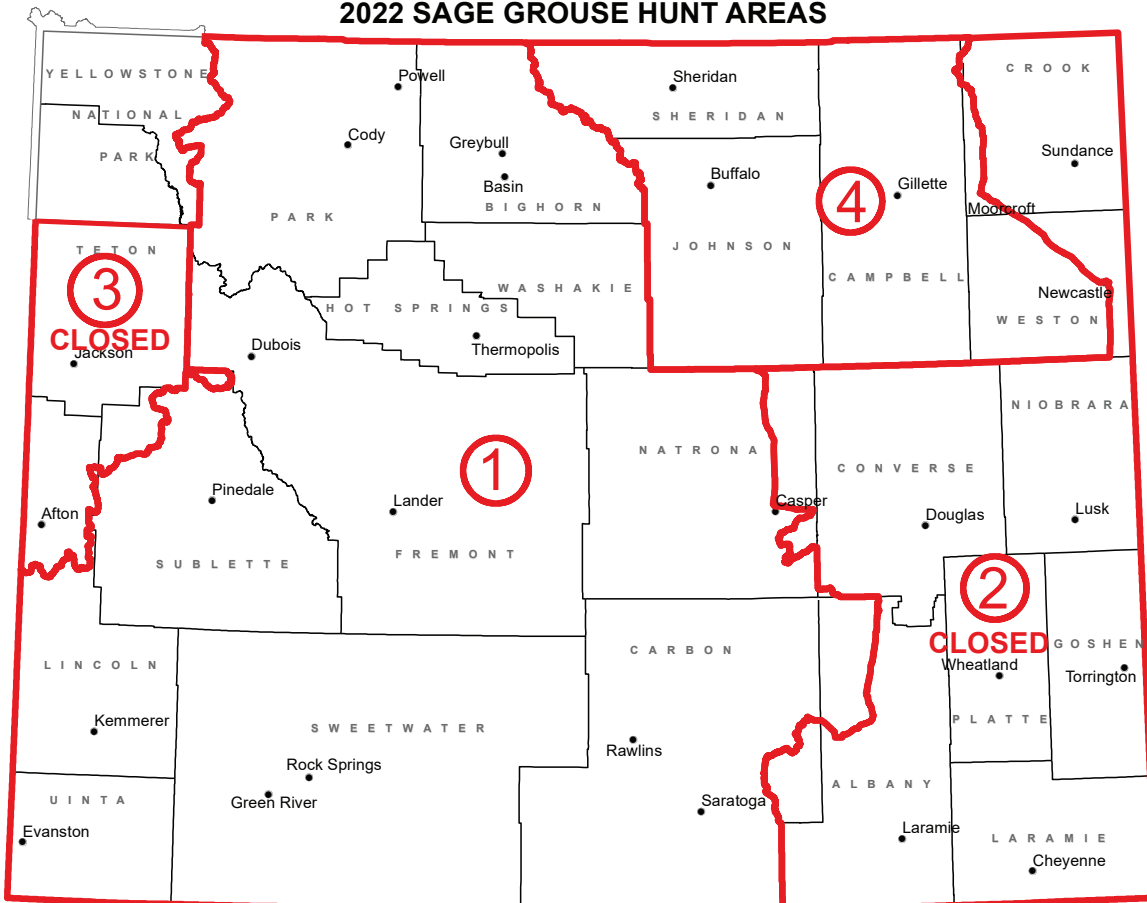 2022 SAGE GROUSE HUNT AREAS
YELLOWSTONE
NATIONAL
PARK
Powell
Cody
PARK
Greybull
Basin
BIGHORN
Sheridan
SHERIDAN
Buffalo
JOHNSON
4
Gillette
CAMPBELL
CROOK
Sundance
Moorcroft
Newcastle
WESTON
TETON
3
CLOSED
Jackson
Dubois
HOT SPRINGS
WASHAKIE
Thermopolis
1
Lander
FREMONT
Pinedale
SUBLETTE
Afton
NATRONA
Casper
CONVERSE
Douglas
NIOBRARA
Lusk
2
CLOSED
Wheatland
PLATTE
GOSHEN
Torrington
LINCOLN
Kemmerer
UINTA
Evanston
SWEETWATER
Rock Springs
Green River
CARBON
Rawlins
Saratoga
ALBANY
Laramie
LARAMIE
Cheyenne